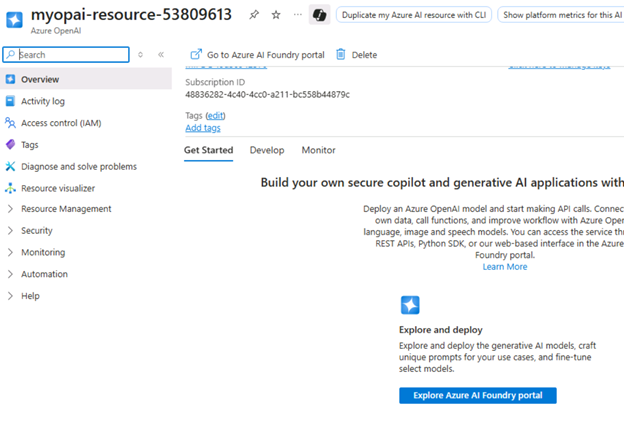 myopai-resource-53809613
Duplicate my Azure AI resource with CLI
Show platform metrics for this AI
Azure OpenAI
Search
Go to Azure AI Foundry portal
Delete
Overview
Activity log
Access control (IAM)
Tags
Diagnose and solve problems
Resource visualizer
Resource Management
Security
Monitoring
Automation
Help
Subscription ID
48836282-4c40-4cc0-a211-bc558b44879c
Tags (edit)
Add tags
Get Started Develop Monitor
Build your own secure copilot and generative AI applications with
Deploy an Azure OpenAI model and start making API calls. Connec
own data, call functions, and improve workflow with Azure Open
language, image and speech models. You can access the service thr
REST APIs, Python SDK, or our web-based interface in the Azure
Foundry portal.
Learn More
Explore and deploy
Explore and deploy the generative AI models, craft
unique prompts for your use cases, and fine-tune
select models.
Explore Azure AI Foundry portal